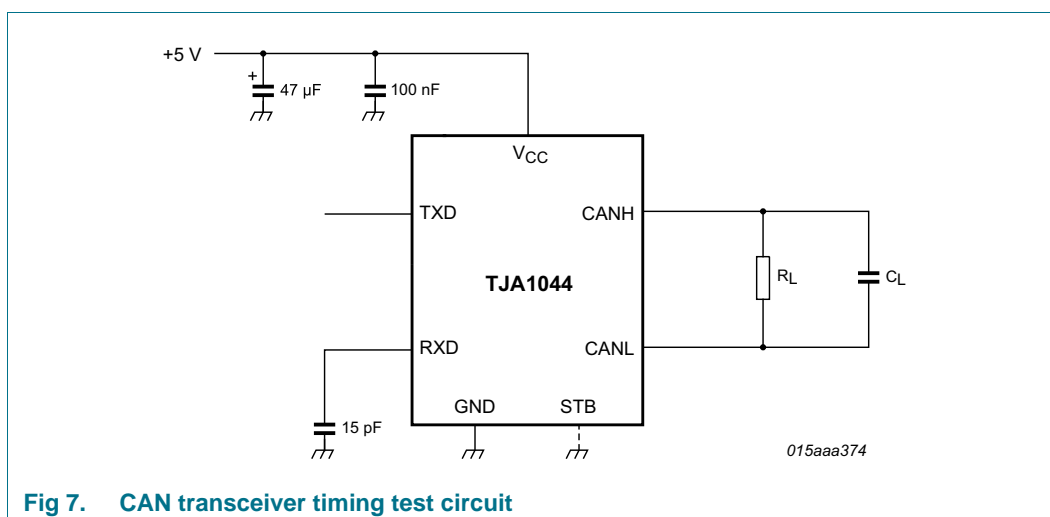 +5 V
+
47 μF
100 nF
VCC
TXD
CANH
TJA1044
RL
CL
RXD
CANL
GND
STB
15 pF
015aaa374
Fig 7. CAN transceiver timing test circuit